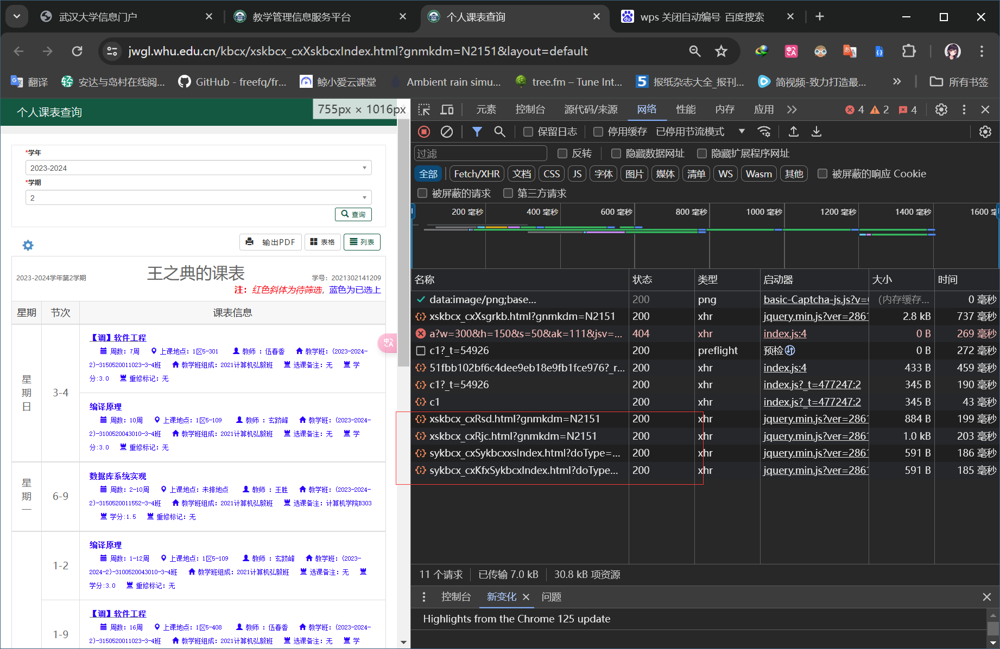 武汉大学信息门户
教学管理信息服务平台
个人课表查询
wps 关闭自动编号_百度搜索
jwgl.whu.edu.cn/kbcx/xskbcx_cxXskbcxIndex.html?gnmkdm=N2151&layout=default
翻译
安达与岛村在线阅...
GitHub - freefq/fr...
鲸小爱云课堂
Ambient rain simu...
tree.fm – Tune Int...
报纸杂志大全_报刊...
简视频-致力打造最...
所有书签
个人课表查询
755px × 1016px
*学年
2023-2024
*学期
2
查询
输出PDF
表格
列表
2023-2024学年第2学期
王之典的课表
学号：2021302141209
注：红色斜体为待筛选，蓝色为已选上
星期 节次 课表信息
星期日
3-4
【调】软件工程
周数：7周 上课地点：1区5-301 教师 ：伍春香 教学班：(2023-2024-
2)-3150520011023-3-4班 教学班组成：2021计算机弘毅班 选课备注：无 学
分:3.0 重修标记：无
编译原理
周数：10周 上课地点：1区5-109 教师 ：玄跻峰 教学班：(2023-2024-
2)-3100520043010-3-4班 教学班组成：2021计算机弘毅班 选课备注：无 学
分:3.0 重修标记：无
星期一
6-9
数据库系统实现
周数：2-10周 上课地点：未排地点 教师 ：王胜 教学班：(2023-2024-
2)-3150520011552-3-4班 教学班组成：2021计算机弘毅班 选课备注：计算机学院B303
学分:1.5 重修标记：无
1-2
编译原理
周数：1-12周 上课地点：1区5-109 教师 ：玄跻峰 教学班：(2023-
2024-2)-3100520043010-3-4班 教学班组成：2021计算机弘毅班 选课备注：无
学分:3.0 重修标记：无
1-9
【调】软件工程
周数：16周 上课地点：1区5-408 教师 ：伍春香 教学班：(2023-2024-
2)-3150520011023-3-4班 教学班组成：2021计算机弘毅班 选课备注：无 学
元素 控制台 源代码/来源 网络 性能 内存 应用
4 2 4
保留日志 停用缓存 已停用节流模式
过滤 反转 隐藏数据网址 隐藏扩展程序网址
全部 Fetch/XHR 文档 CSS JS 字体 图片 媒体 清单 WS Wasm 其他 被屏蔽的响应 Cookie
被屏蔽的请求 第三方请求
200 毫秒 400 毫秒 600 毫秒 800 毫秒 1000 毫秒 1200 毫秒 1400 毫秒 1600 毫
名称 状态 类型 启动器 大小 时间
data:image/png;base... 200 png basic-Captcha-js.js?v= (内存缓存... 0 毫秒
xskbcx_cxXsgrkb.html?gnmkdm=N2151 200 xhr jquery.min.js?ver=2861 2.8 kB 737 毫秒
a?w=300&h=150&s=50&ak=111&jsv=... 404 xhr index.js:4 0 B 269 毫秒
c1?_t=54926 200 preflight 预检 0 B 272 毫秒
51fbb102bf6c4dee9eb18e9fb1fce976?_r... 200 xhr index.js:4 433 B 459 毫秒
c1?_t=54926 200 xhr index.js?_t=477247:2 345 B 190 毫秒
c1 200 xhr index.js?_t=477247:2 345 B 43 毫秒
xskbcx_cxRsd.html?gnmkdm=N2151 200 xhr jquery.min.js?ver=2861 884 B 199 毫秒
xskbcx_cxRjc.html?gnmkdm=N2151 200 xhr jquery.min.js?ver=2861 1.0 kB 203 毫秒
sykbcx_cxSykbcxxsIndex.html?doType=... 200 xhr jquery.min.js?ver=2861 591 B 186 毫秒
sykbcx_cxKfxSykbcxIndex.html?doType... 200 xhr jquery.min.js?ver=2861 591 B 185 毫秒
11 个请求 已传输 7.0 kB 30.8 kB 项资源
控制台 新变化 问题
Highlights from the Chrome 125 update